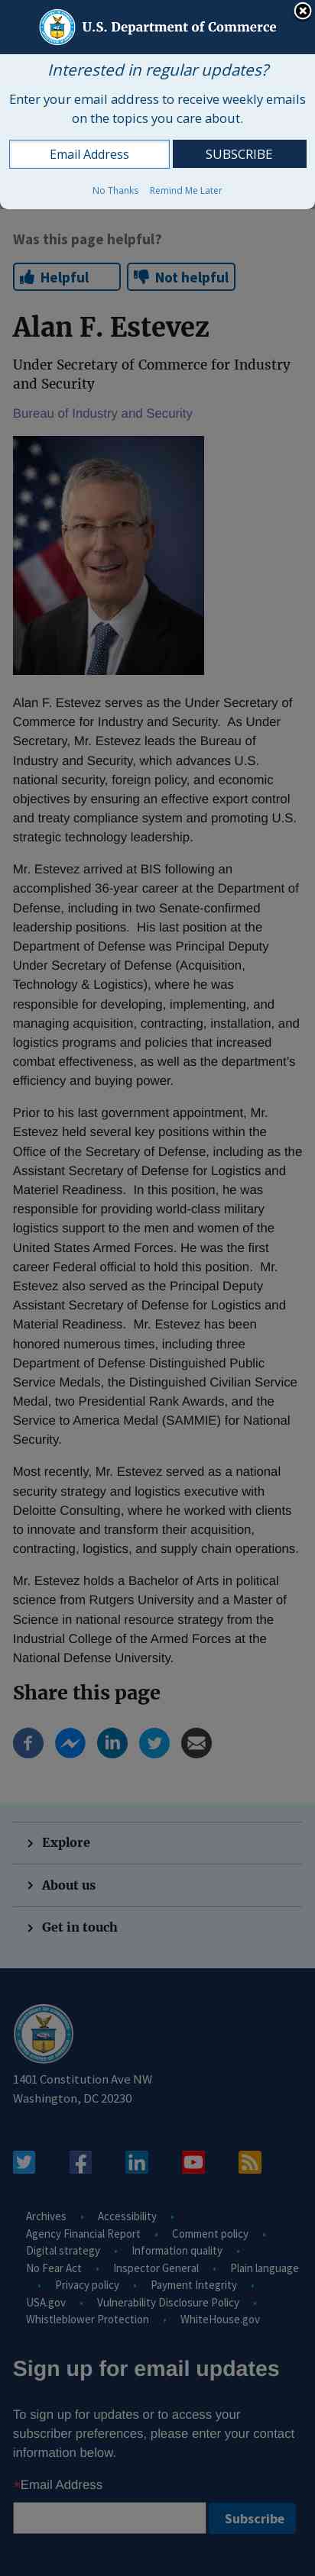 U.S. Department of Commerce
Interested in regular updates?
Enter your email address to receive weekly emails
on the topics you care about.
Email Address
SUBSCRIBE
No Thanks
Remind Me Later
Was this page helpful?
Helpful
Not helpful
Alan F. Estevez
Under Secretary of Commerce for Industry
and Security
Bureau of Industry and Security
Alan F. Estevez serves as the Under Secretary of
Commerce for Industry and Security.  As Under
Secretary, Mr. Estevez leads the Bureau of
Industry and Security, which advances U.S.
national security, foreign policy, and economic
objectives by ensuring an effective export control
and treaty compliance system and promoting U.S.
strategic technology leadership.
Mr. Estevez arrived at BIS following an
accomplished 36-year career at the Department of
Defense, including in two Senate-confirmed
leadership positions.  His last position at the
Department of Defense was Principal Deputy
Under Secretary of Defense (Acquisition,
Technology & Logistics), where he was
responsible for developing, implementing, and
managing acquisition, contracting, installation, and
logistics programs and policies that increased
combat effectiveness, as well as the department's
efficiency and buying power.
Prior to his last government appointment, Mr.
Estevez held several key positions within the
Office of the Secretary of Defense, including as the
Assistant Secretary of Defense for Logistics and
Materiel Readiness.  In this position, he was
responsible for providing world-class military
logistics support to the men and women of the
United States Armed Forces. He was the first
career Federal official to hold this position.  Mr.
Estevez also served as the Principal Deputy
Assistant Secretary of Defense for Logistics and
Material Readiness.  Mr. Estevez has been
honored numerous times, including three
Department of Defense Distinguished Public
Service Medals, the Distinguished Civilian Service
Medal, two Presidential Rank Awards, and the
Service to America Medal (SAMMIE) for National
Security.
Most recently, Mr. Estevez served as a national
security strategy and logistics executive with
Deloitte Consulting, where he worked with clients
to innovate and transform their acquisition,
contracting, logistics, and supply chain operations.
Mr. Estevez holds a Bachelor of Arts in political
science from Rutgers University and a Master of
Science in national resource strategy from the
Industrial College of the Armed Forces at the
National Defense University.
Share this page
Explore
About us
Get in touch
1401 Constitution Ave NW
Washington, DC 20230
Archives • Accessibility •
Agency Financial Report • Comment policy •
Digital strategy • Information quality •
No Fear Act • Inspector General • Plain language
• Privacy policy • Payment Integrity •
USA.gov • Vulnerability Disclosure Policy •
Whistleblower Protection • WhiteHouse.gov
Sign up for email updates
To sign up for updates or to access your
subscriber preferences, please enter your contact
information below.
*Email Address
Subscribe